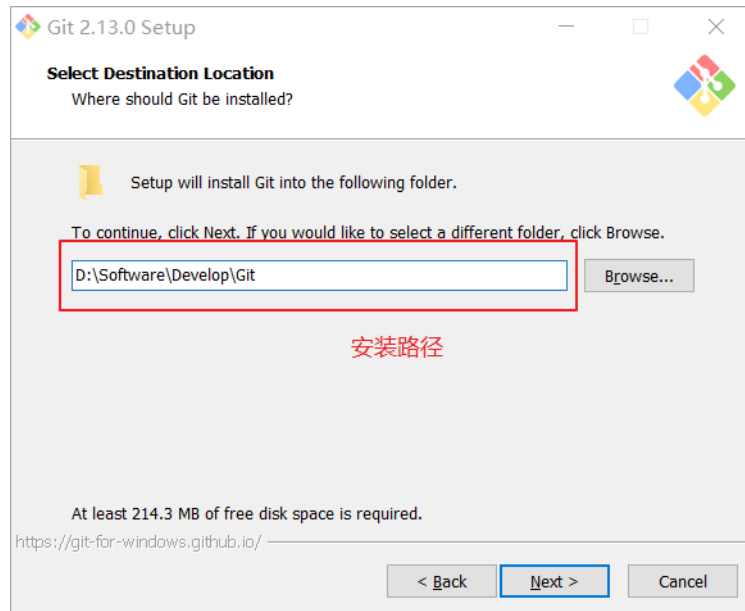 Git 2.13.0 Setup
Select Destination Location
Where should Git be installed?
Setup will install Git into the following folder.
To continue, click Next. If you would like to select a different folder, click Browse.
D:\Software\Develop\Git
Browse...
安装路径
At least 214.3 MB of free disk space is required.
https://git-for-windows.github.io/
< Back
Next >
Cancel